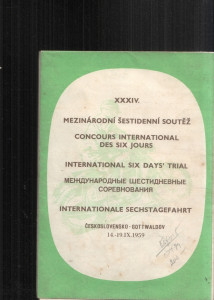 XXXIV.
MEZINÁRODNÍ ŠESTIDENNÍ SOUTĚŽ
CONCOURS INTERNATIONAL
DES SIX JOURS
INTERNATIONAL SIX DAYS' TRIAL
МЕЖДУНАРОДНЫЕ ШЕСТИДНЕВНЫЕ
СОРЕВНОВАНИЯ
INTERNATIONALE SECHSTAGEFAHRT
ČESKOSLOVENSKO - GOTTWALDOV
14.-19.IX.1959